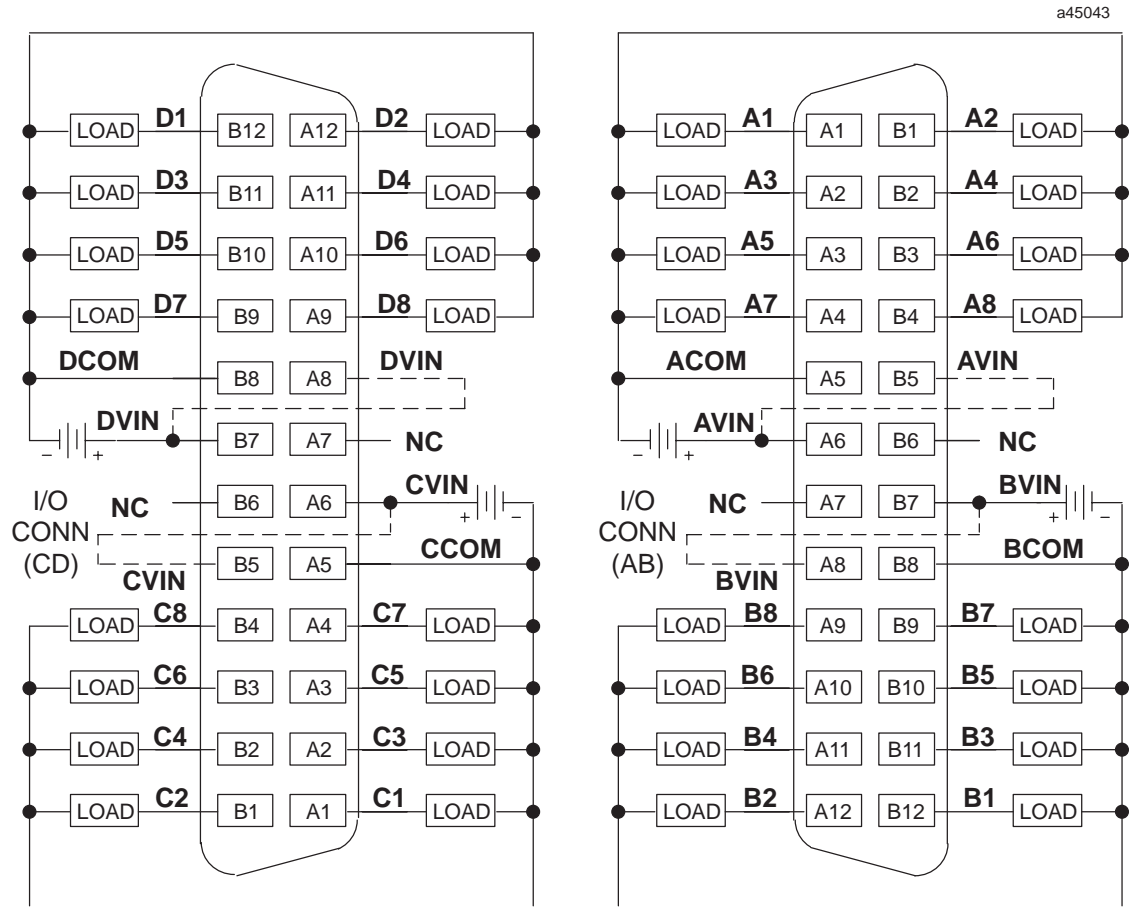 a45043
LOAD D1 B12 A12 D2 LOAD
LOAD D3 B11 A11 D4 LOAD
LOAD D5 B10 A10 D6 LOAD
LOAD D7 B9 A9 D8 LOAD
DCOM B8 A8 DVIN
DVIN
- + B7 A7 NC
I/O
CONN
(CD)
NC B6 A6 CVIN
+ -
CVIN B5 A5 CCOM
LOAD C8 B4 A4 C7 LOAD
LOAD C6 B3 A3 C5 LOAD
LOAD C4 B2 A2 C3 LOAD
LOAD C2 B1 A1 C1 LOAD
LOAD A1 A1 B1 A2 LOAD
LOAD A3 A2 B2 A4 LOAD
LOAD A5 A3 B3 A6 LOAD
LOAD A7 A4 B4 A8 LOAD
ACOM A5 B5 AVIN
AVIN
- + A6 B6 NC
I/O
CONN
(AB)
NC A7 B7 BVIN
+ -
BVIN A8 B8 BCOM
LOAD B8 A9 B9 B7 LOAD
LOAD B6 A10 B10 B5 LOAD
LOAD B4 A11 B11 B3 LOAD
LOAD B2 A12 B12 B1 LOAD